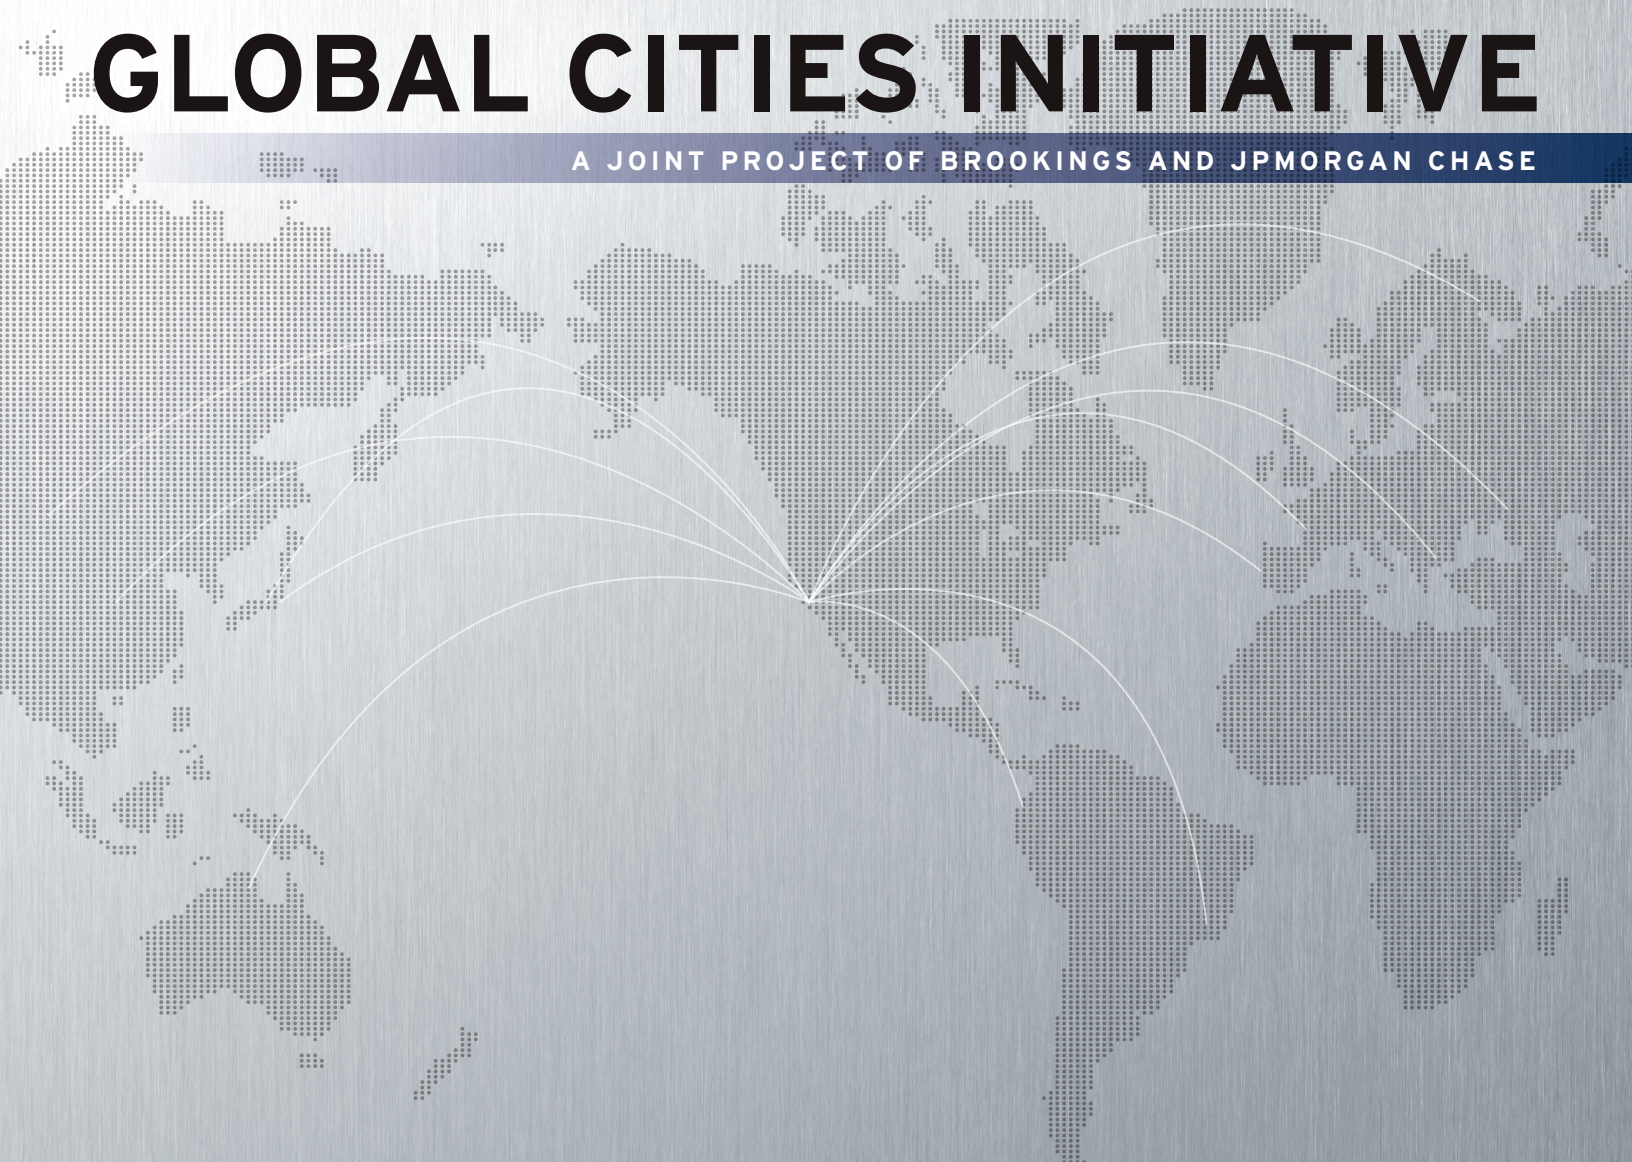 GLOBAL CITIES INITIATIVE
A JOINT PROJECT OF BROOKINGS AND JPMORGAN CHASE